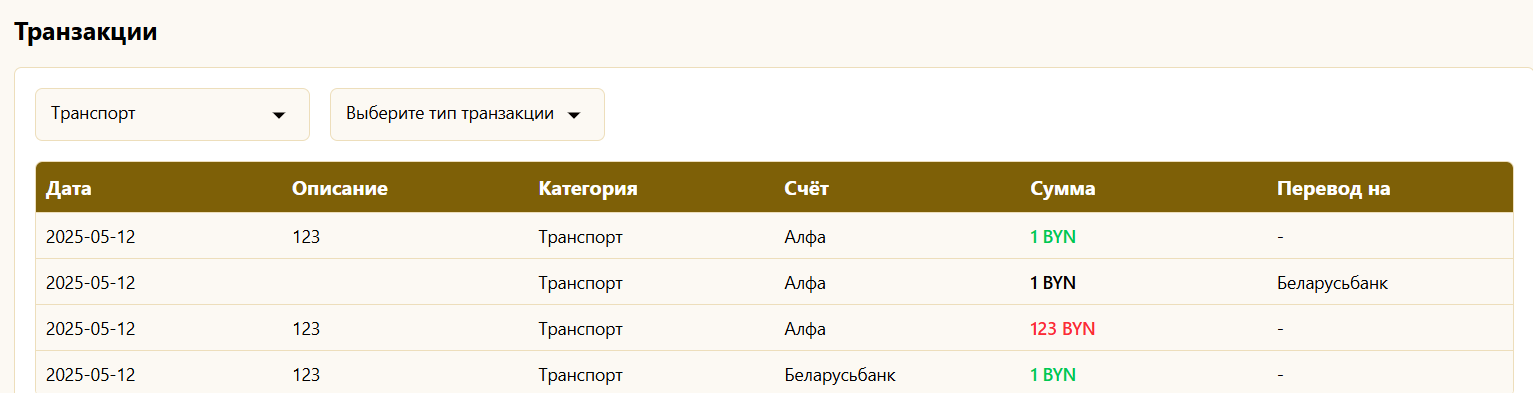 Транзакции
Транспорт Выберите тип транзакции
Дата Описание Категория Счёт Сумма Перевод на
2025-05-12 123 Транспорт Алфа 1 BYN -
2025-05-12 Транспорт Алфа 1 BYN Беларусьбанк
2025-05-12 123 Транспорт Алфа 123 BYN -
2025-05-12 123 Транспорт Беларусьбанк 1 BYN -